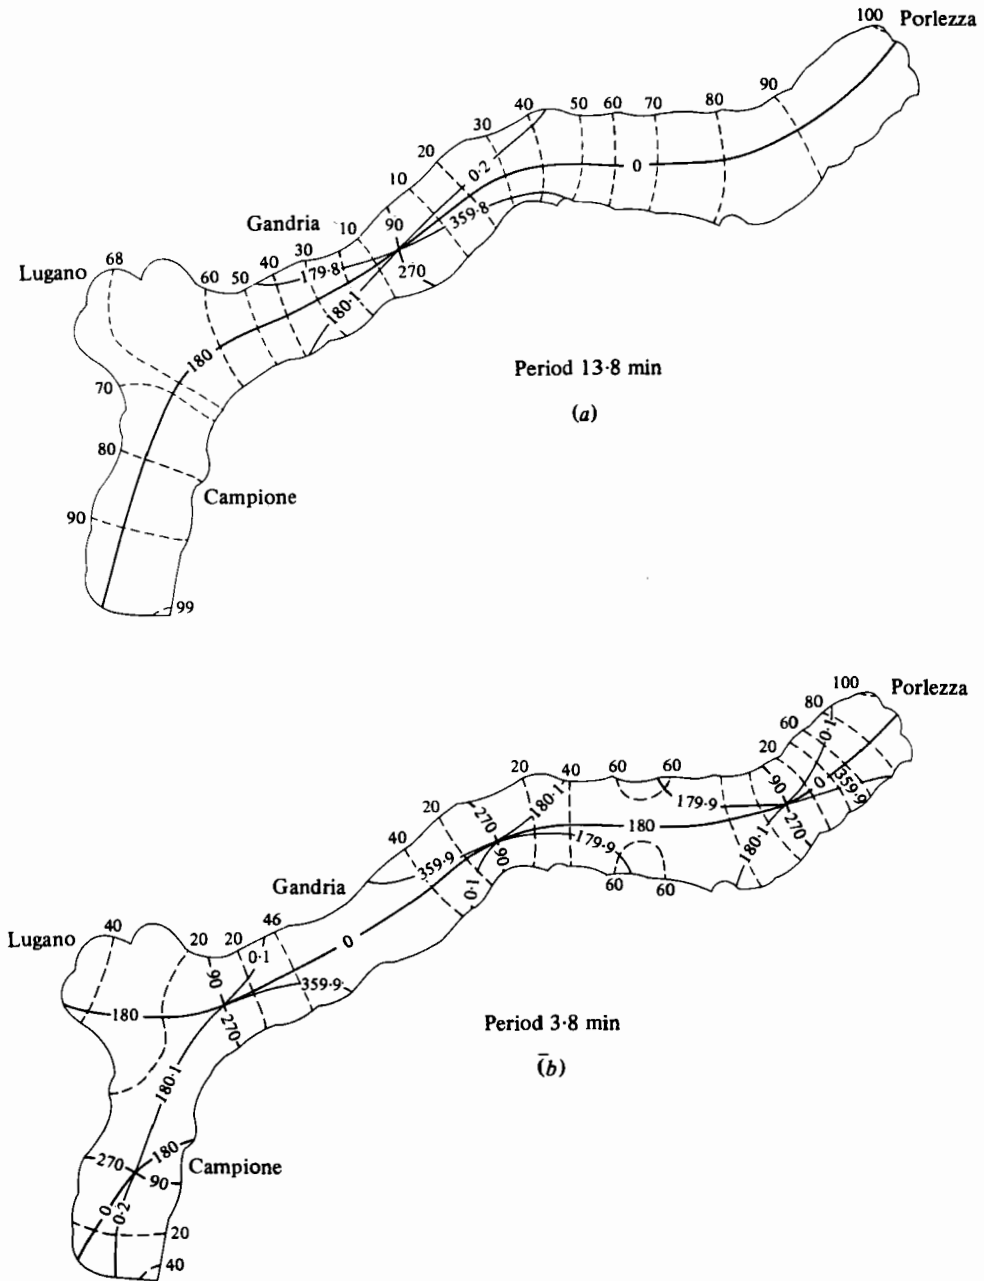 100 Porlezza
90
40 50 60 70 80
30
20
0·2
0
10
359·8
Gandria 90
10
30
Lugano 68 40 179·8 270
60 50
180·1
180
Period 13·8 min
70
(a)
80
Campione
90
99
100 Porlezza
80
60
0·1
20
20 40 60 60
90
0
359·9
20 270 180·1 179·9
180
270
40 179·9
359·9 90
180·1
0·1
Gandria 60 60
Lugano 40 20 20 46
0
0·1
90
359·9
180
270
Period 3·8 min
(b)
180·1
180
270 Campione
90
0 0·2
20
40